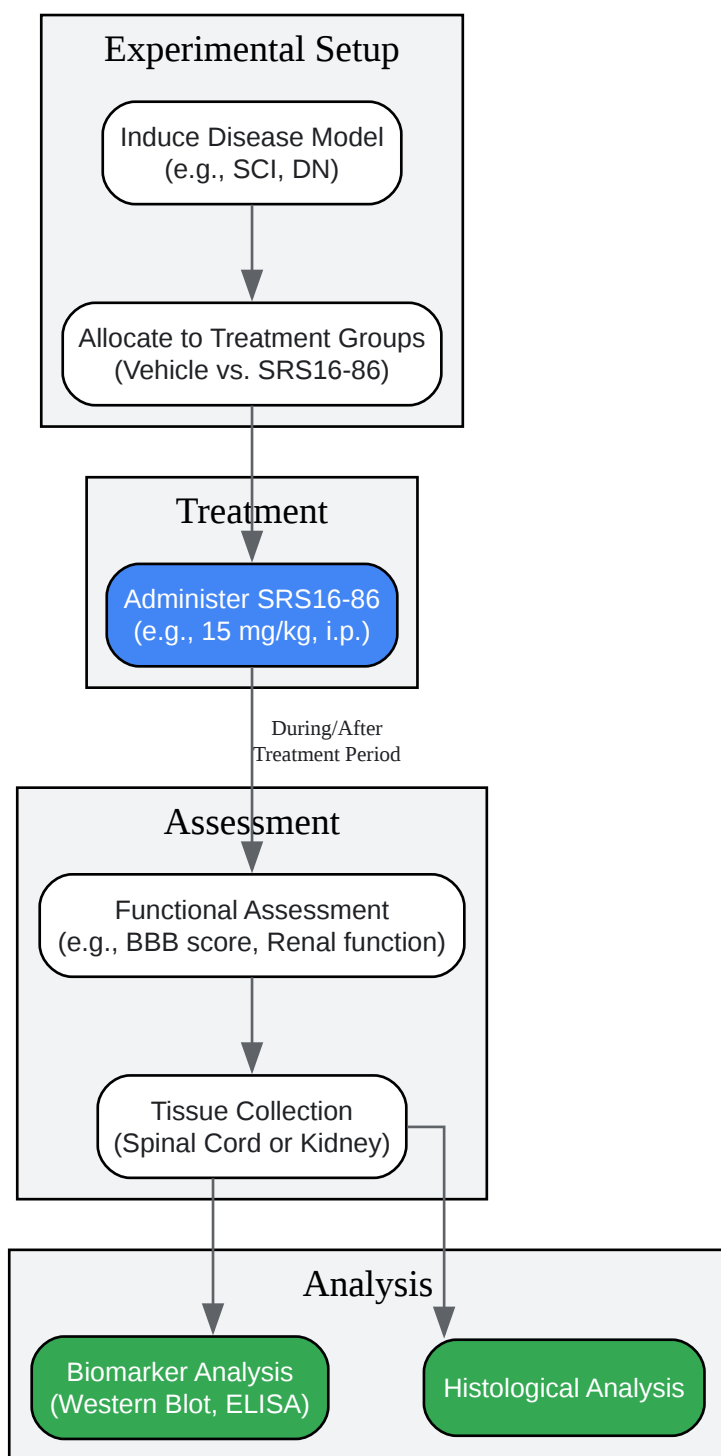 Experimental Setup
Induce Disease Model
(e.g., SCI, DN)
Allocate to Treatment Groups
(Vehicle vs. SRS16-86)
Treatment
Administer SRS16-86
(e.g., 15 mg/kg, i.p.)
During/After
Treatment Period
Assessment
Functional Assessment
(e.g., BBB score, Renal function)
Tissue Collection
(Spinal Cord or Kidney)
Analysis
Biomarker Analysis
(Western Blot, ELISA)
Histological Analysis